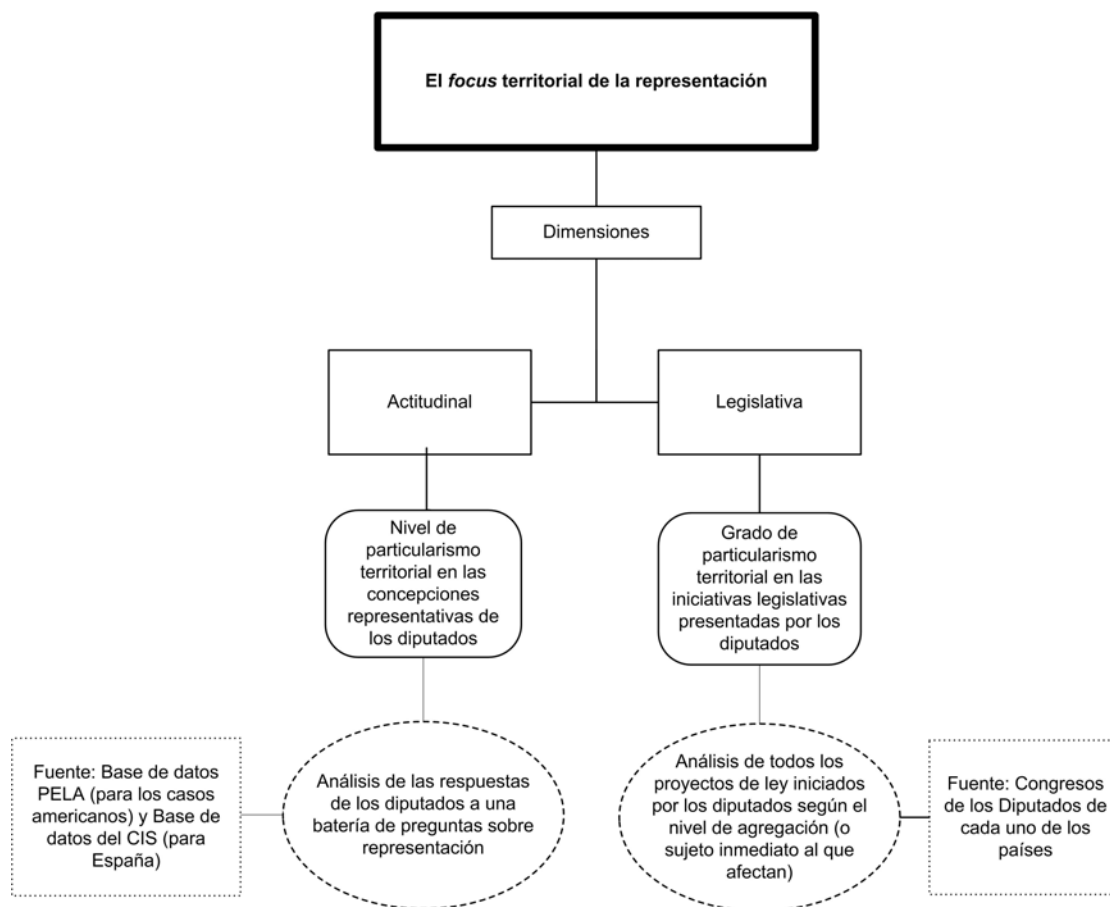 El focus territorial de la representación
Dimensiones
Actitudinal
Legislativa
Nivel de
particularismo
territorial en las
concepciones
representativas de
los diputados
Grado de
particularismo
territorial en las
iniciativas legislativas
presentadas por los
diputados
Fuente: Base de datos
PELA (para los casos
americanos) y Base de
datos del CIS (para
España)
Análisis de las respuestas
de los diputados a una
batería de preguntas sobre
representación
Análisis de todos los
proyectos de ley iniciados
por los diputados según el
nivel de agregación (o
sujeto inmediato al que
afectan)
Fuente: Congresos
de los Diputados de
cada uno de los
países